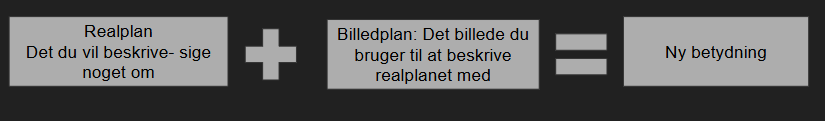 Realplan
Det du vil beskrive- sige
noget om
Billedplan: Det billede du
bruger til at beskrive
realplanet med
Ny betydning